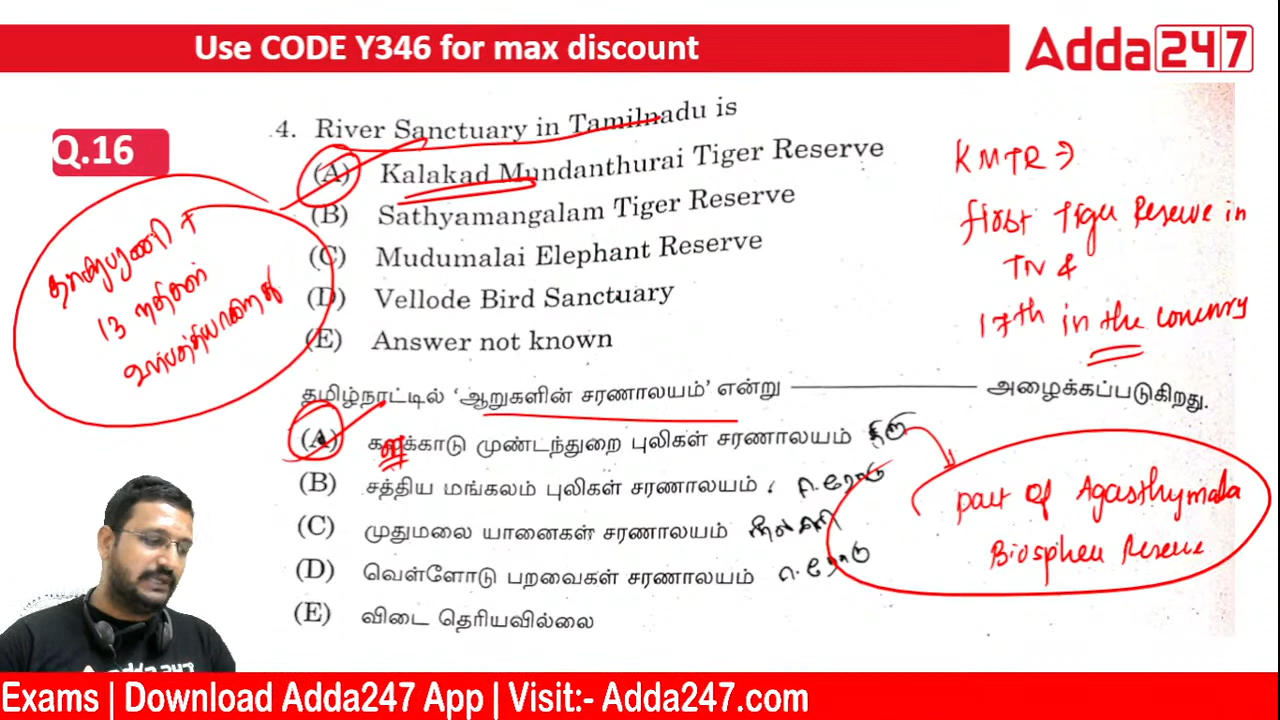 Use CODE Y346 for max discount
Adda247
Q.16
4. River Sanctuary in Tamilnadu is
(A) Kalakad Mundanthurai Tiger Reserve
(B) Sathyamangalam Tiger Reserve
(C) Mudumalai Elephant Reserve
(D) Vellode Bird Sanctuary
(E) Answer not known
KMTR →
first Tiger Reserve in
TN &
17th in the
13 நதிகள்
தமிழ்நாட்டில் 'ஆறுகளின் சரணாலயம்' என்று ———— அழைக்கப்படுகிறது.
(A) களக்காடு முண்டந்துறை புலிகள் சரணாலயம்
(B) சத்திய மங்கலம் புலிகள் சரணாலயம்
(C) முதுமலை யானைகள் சரணாலயம்
(D) வெள்ளோடு பறவைகள் சரணாலயம்
(E) விடை தெரியவில்லை
part of Agasthymala
Biosphere Reserve
Adda247
Exams | Download Adda247 App | Visit:- Adda247.com